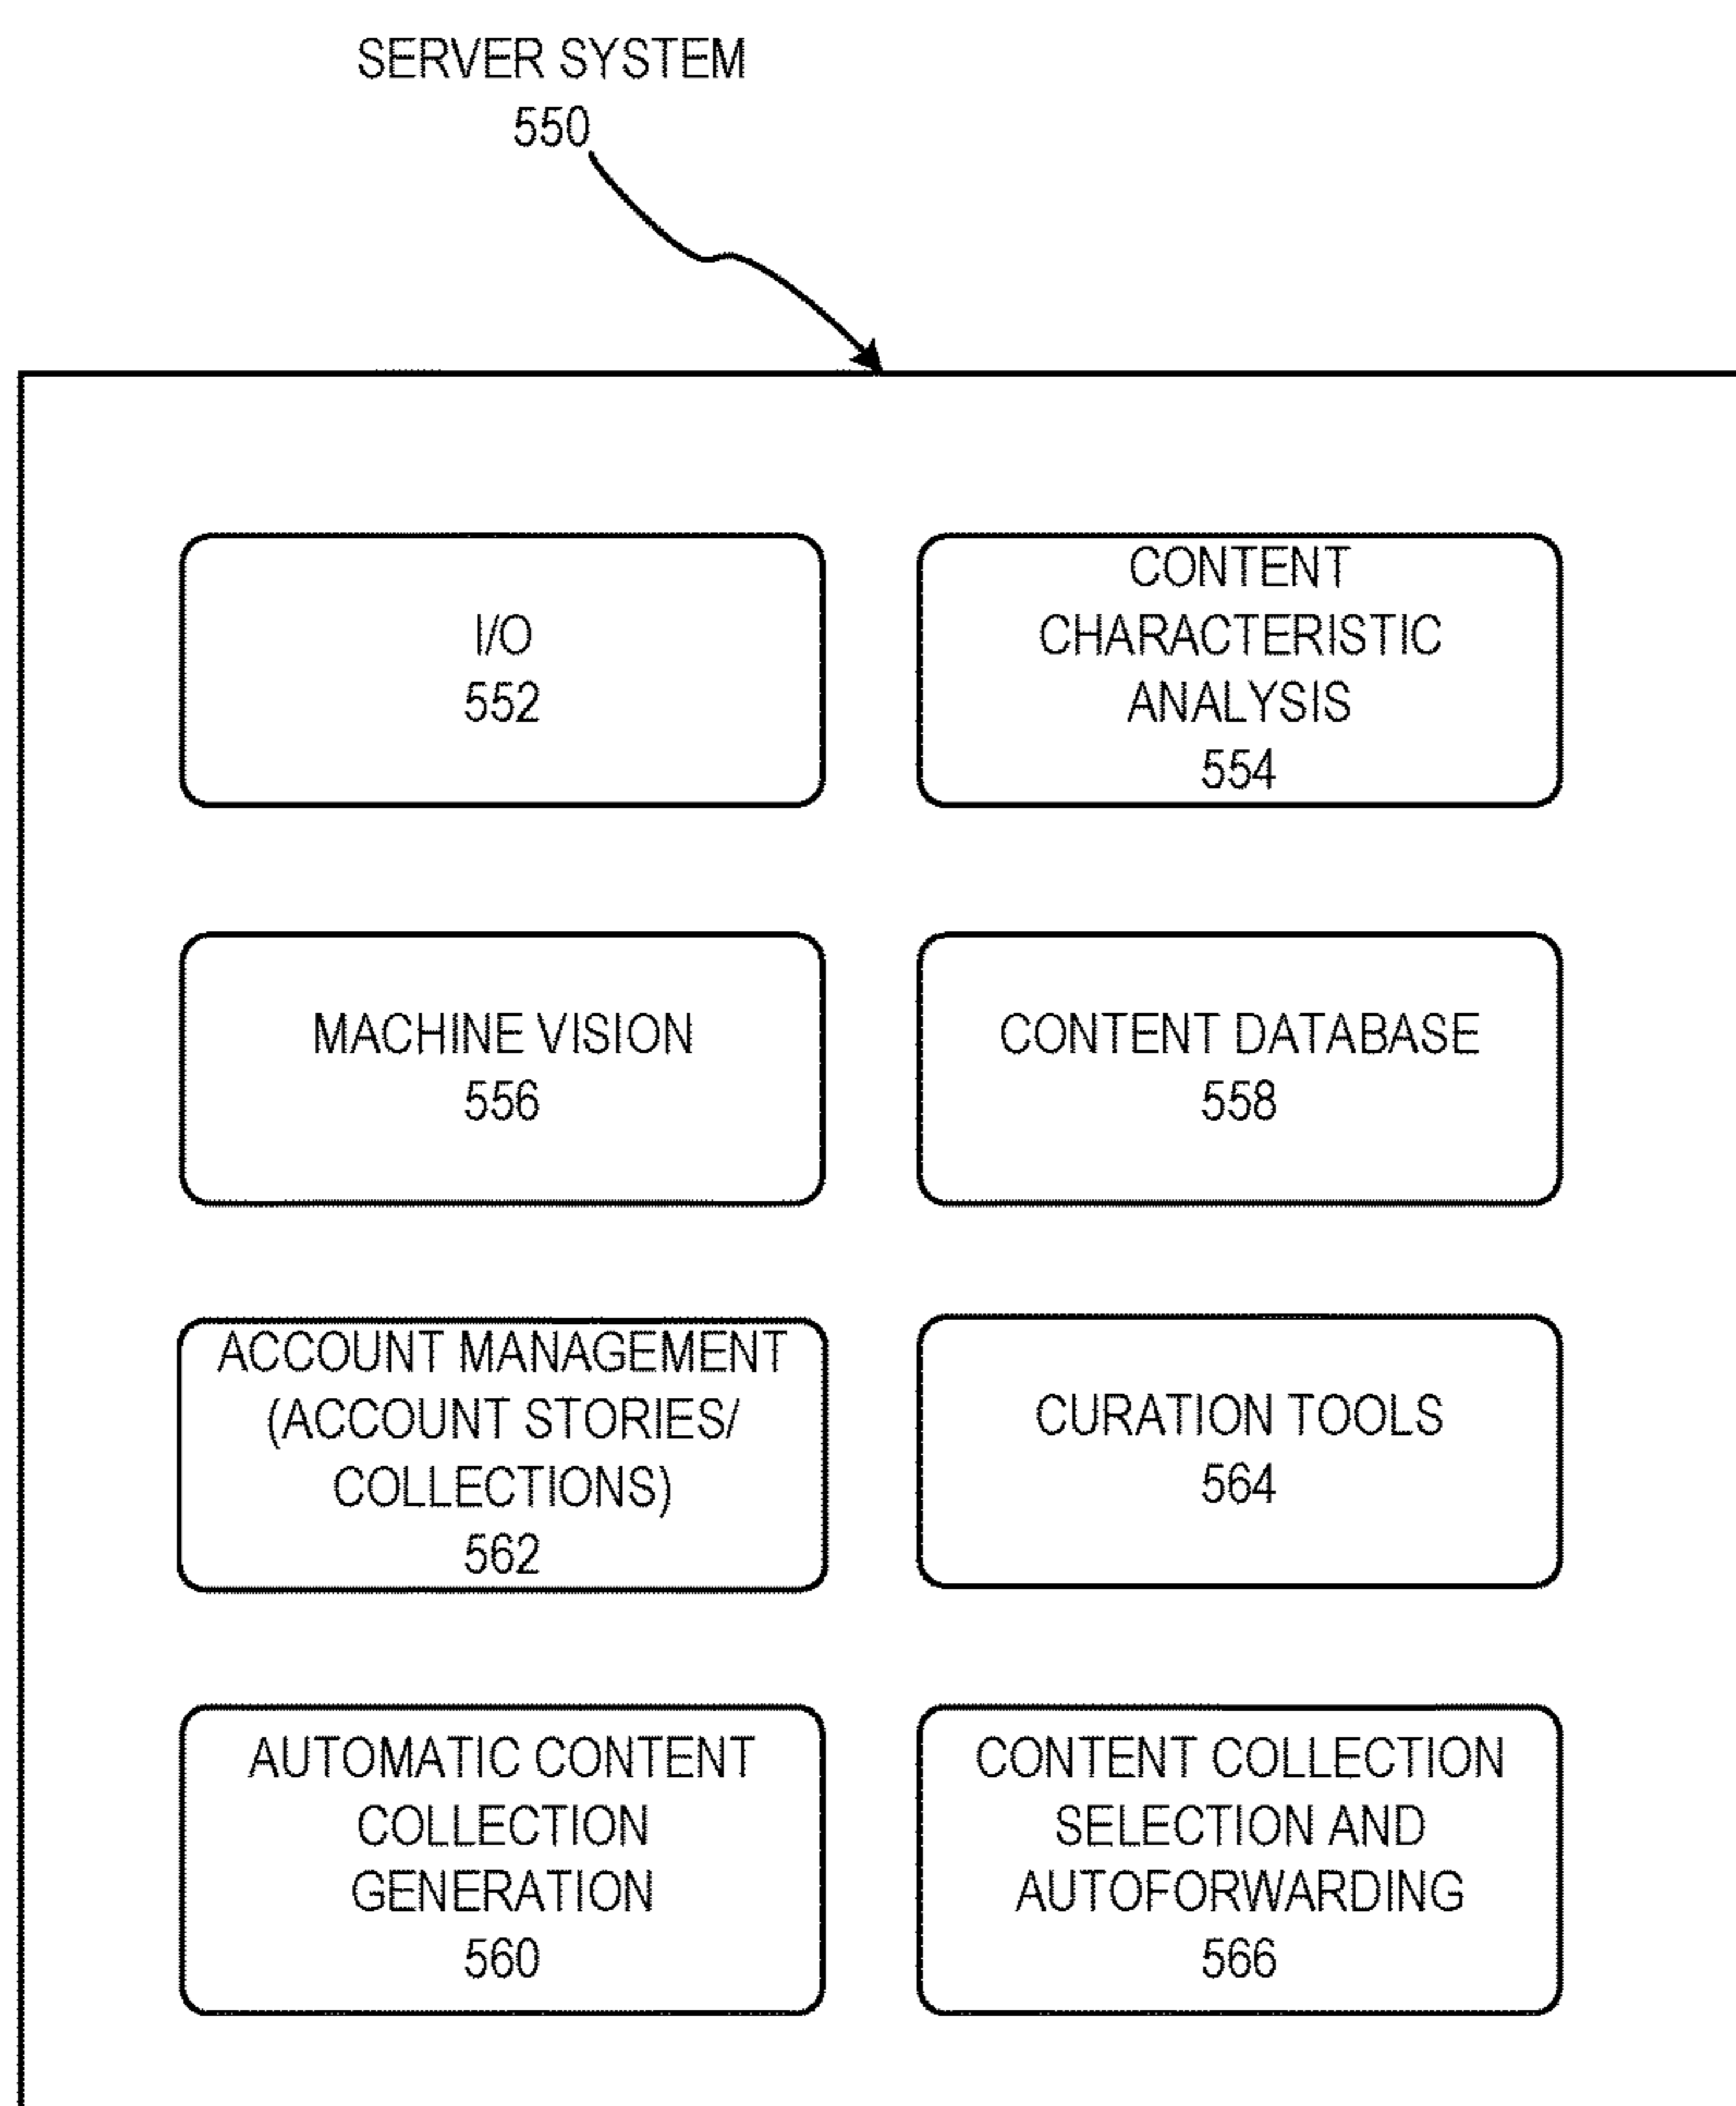 SERVER SYSTEM
550
I/O
552
CONTENT
CHARACTERISTIC
ANALYSIS
554
MACHINE VISION
556
CONTENT DATABASE
558
ACCOUNT MANAGEMENT
(ACCOUNT STORIES/
COLLECTIONS)
562
CURATION TOOLS
564
AUTOMATIC CONTENT
COLLECTION
GENERATION
560
CONTENT COLLECTION
SELECTION AND
AUTOFORWARDING
566